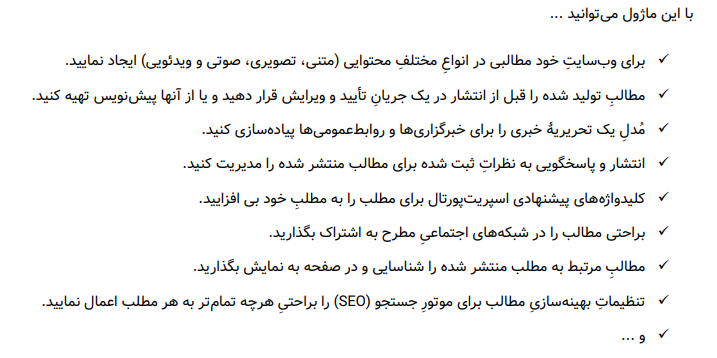 با این ماژول می‌توانید ...
✓ برای وب‌سایتِ خود مطالبی در انواعِ مختلفِ محتوایی (متنی، تصویری، صوتی و ویدئویی) ایجاد نمایید.
✓ مطالبِ تولید شده را قبل از انتشار در یک جریانِ تأیید و ویرایش قرار دهید و یا از آنها پیش‌نویس تهیه کنید.
✓ مُدلِ یک تحریریهٔ خبری را برای خبرگزاری‌ها و روابط‌عمومی‌ها پیاده‌سازی کنید.
✓ انتشار و پاسخگویی به نظراتِ ثبت شده برای مطالب منتشر شده را مدیریت کنید.
✓ کلیدواژه‌های پیشنهادی اسپریت‌پورتال برای مطلب را به مطلبِ خود بی افزایید.
✓ براحتی مطالب را در شبکه‌های اجتماعیِ مطرح به اشتراک بگذارید.
✓ مطالبِ مرتبط به مطلب منتشر شده را شناسایی و در صفحه به نمایش بگذارید.
✓ تنظیماتِ بهینه‌سازیِ مطالب برای موتورِ جستجو (SEO) را براحتیِ هرچه تمام‌تر به هر مطلب اعمال نمایید.
✓ و ...